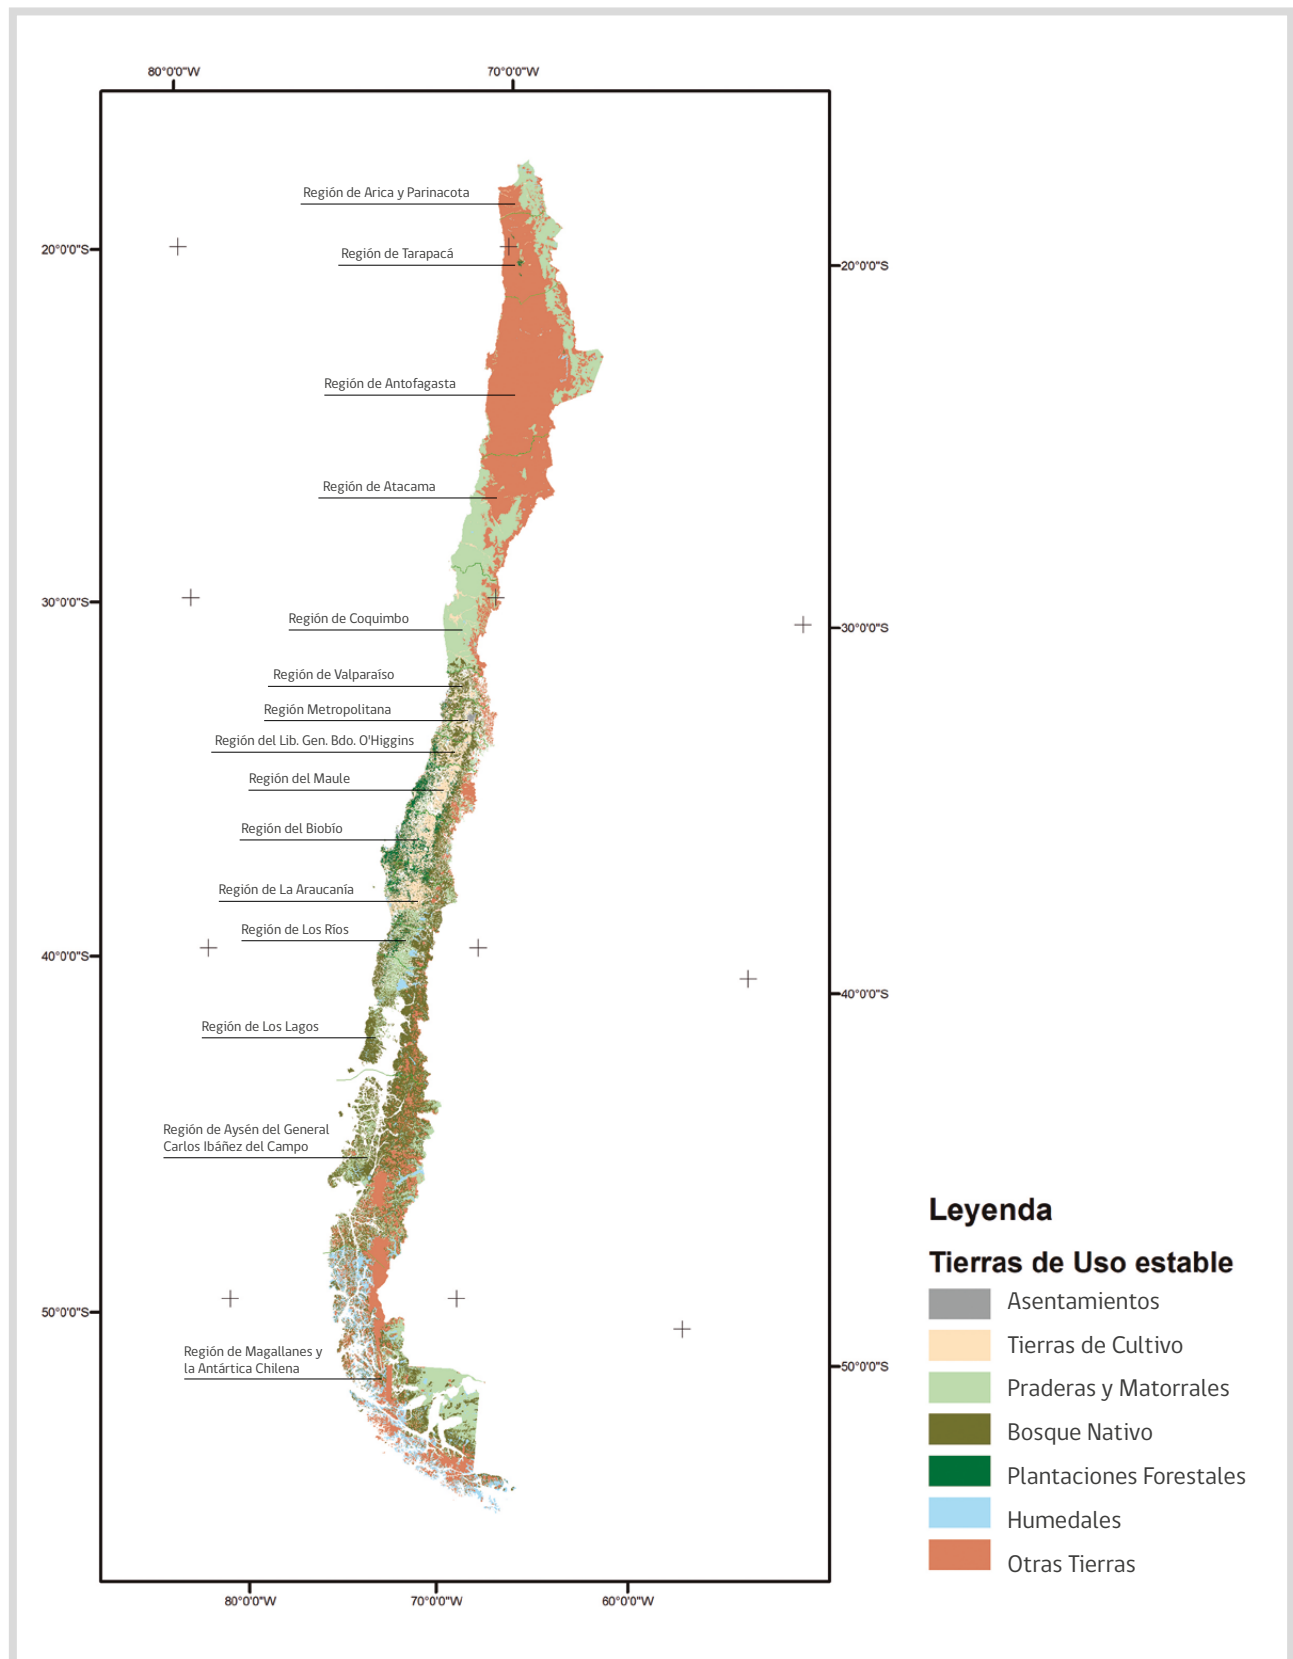 80°0'0"W
70°0'0"W
Región de Arica y Parinacota
20°0'0"S
Región de Tarapacá
20°0'0"S
Región de Antofagasta
Región de Atacama
30°0'0"S
Región de Coquimbo
30°0'0"S
Región de Valparaíso
Región Metropolitana
Región del Lib. Gen. Bdo. O'Higgins
Región del Maule
Región del Biobío
Región de La Araucanía
Región de Los Ríos
40°0'0"S
40°0'0"S
Región de Los Lagos
Región de Aysén del General
Carlos Ibáñez del Campo
50°0'0"S
Región de Magallanes y
la Antártica Chilena
50°0'0"S
80°0'0"W
70°0'0"W
60°0'0"W
Leyenda
Tierras de Uso estable
Asentamientos
Tierras de Cultivo
Praderas y Matorrales
Bosque Nativo
Plantaciones Forestales
Humedales
Otras Tierras